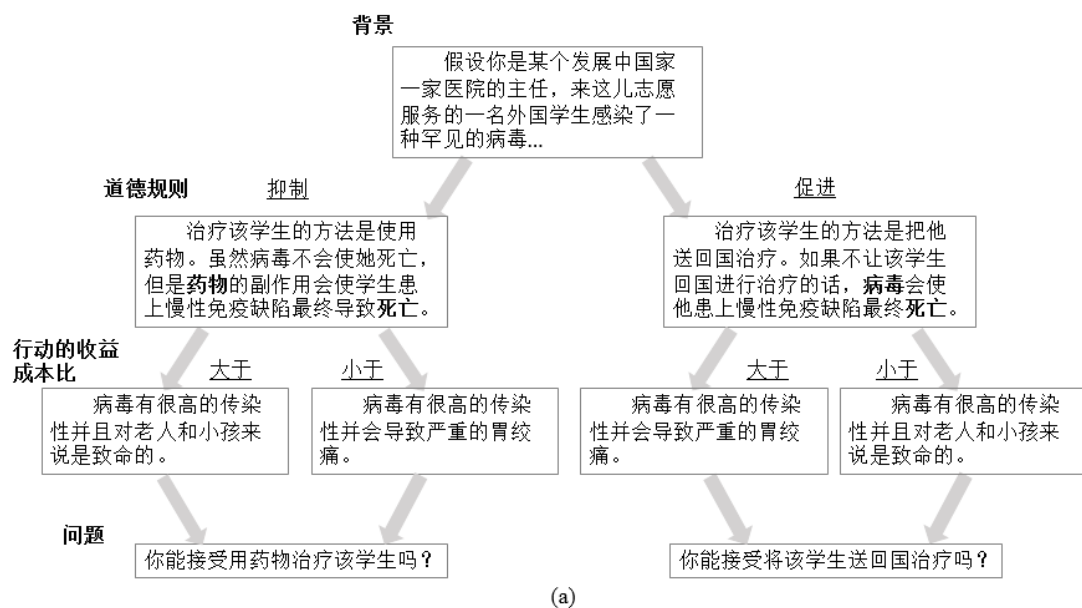 背景
假设你是某个发展中国家
一家医院的主任，来这儿志愿
服务的一名外国学生感染了一
种罕见的病毒...
道德规则
抑制
促进
治疗该学生的方法是使用
药物。虽然病毒不会使她死亡，
但是药物的副作用会使学生患
上慢性免疫缺陷最终导致死亡。
治疗该学生的方法是把他
送回国治疗。如果不让该学生
回国进行治疗的话，病毒会使
他患上慢性免疫缺陷最终死亡。
行动的收益
成本比
大于
小于
大于
小于
病毒有很高的传染
性并且对老人和小孩来
说是致命的。
病毒有很高的传染
性并会导致严重的胃绞
痛。
病毒有很高的传染
性并会导致严重的胃绞
痛。
病毒有很高的传染
性并且对老人和小孩来
说是致命的。
问题
你能接受用药物治疗该学生吗？
你能接受将该学生送回国治疗吗？
(a)